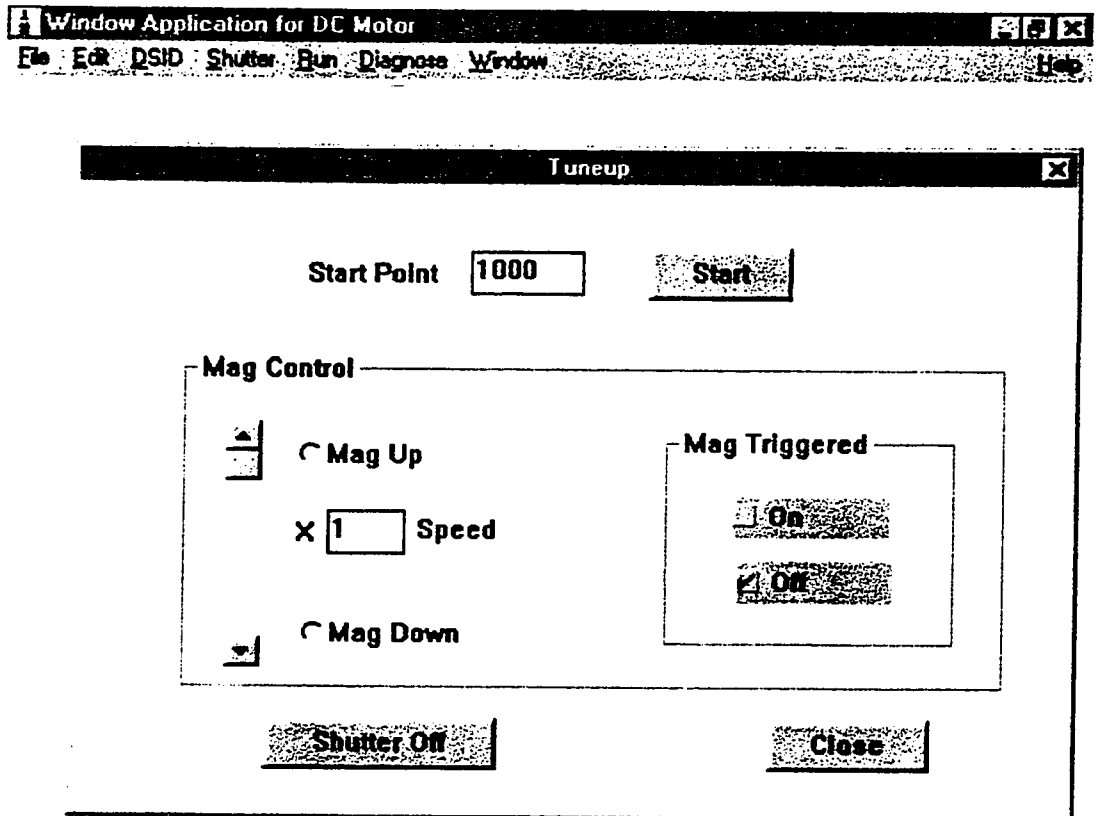 Window Application for DC Motor
File Edit DSID Shutter Run Diagnose Window Help
Tuneup
Start Point 1000 Start
Mag Control
Mag Up
Mag Triggered
X 1 Speed
On
Off
Mag Down
Shutter Off
Close